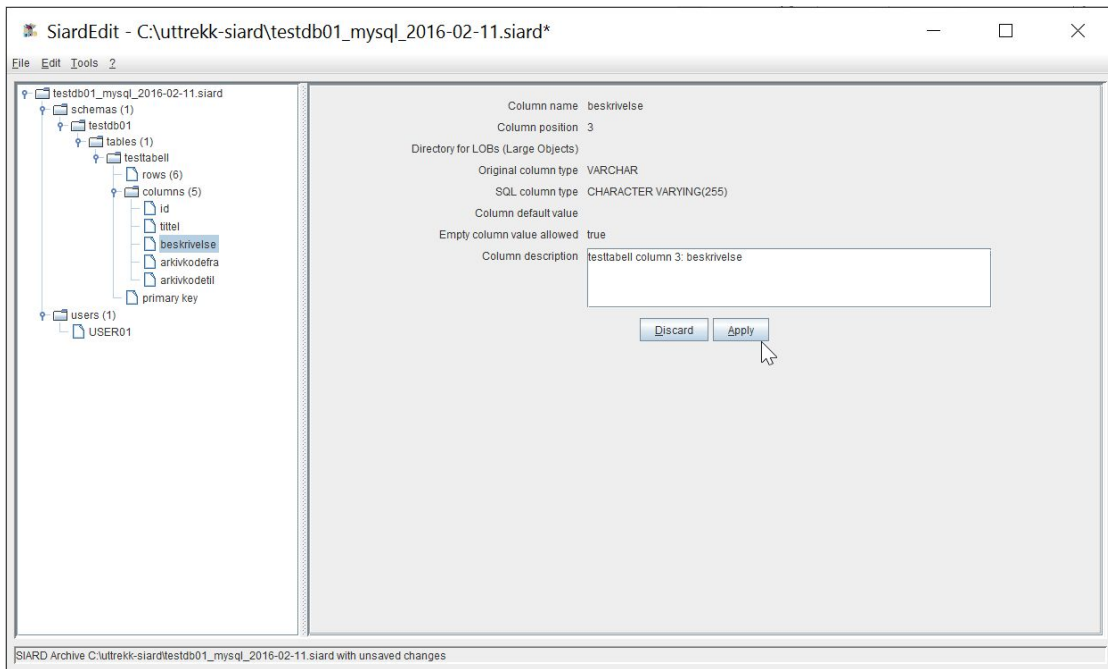 SiardEdit - C:\uttrekk-siard\testdb01_mysql_2016-02-11.siard*
File Edit Tools ?
testdb01_mysql_2016-02-11.siard
schemas (1)
testdb01
tables (1)
testtabell
rows (6)
columns (5)
id
tittel
beskrivelse
arkivkodefra
arkivkodetil
primary key
users (1)
USER01
Column name beskrivelse
Column position 3
Directory for LOBs (Large Objects)
Original column type VARCHAR
SQL column type CHARACTER VARYING(255)
Column default value
Empty column value allowed true
Column description testtabell column 3: beskrivelse
Discard Apply
SIARD Archive C:\uttrekk-siard\testdb01_mysql_2016-02-11.siard with unsaved changes